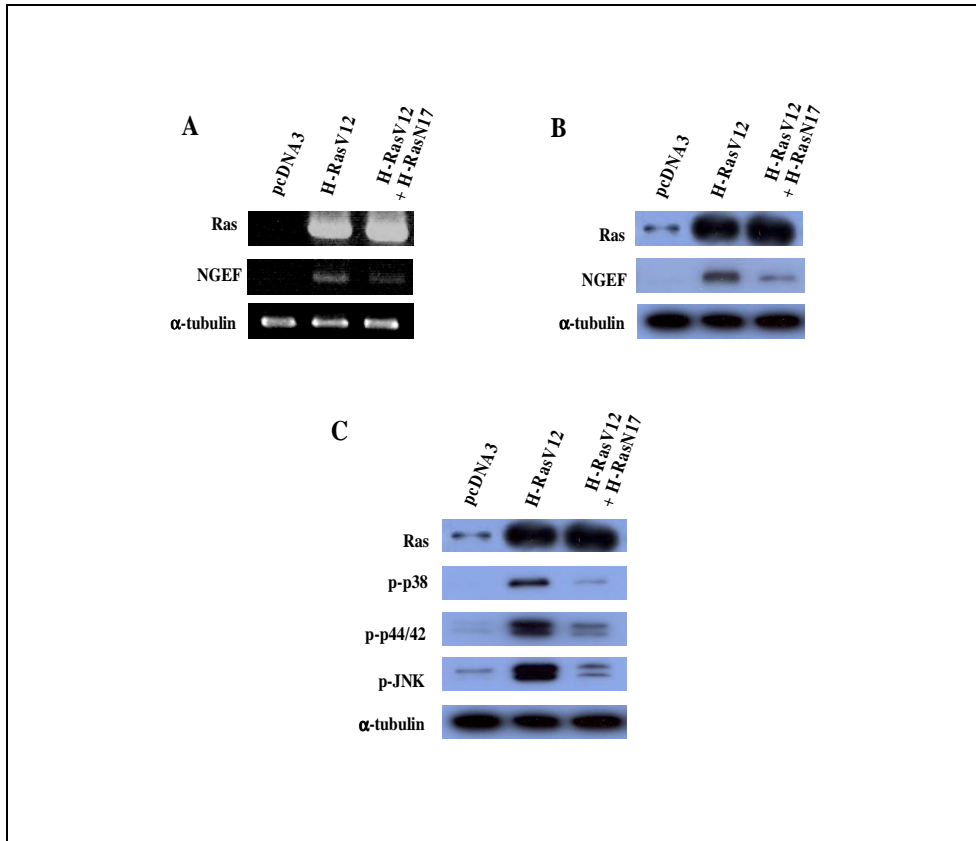 A
pcDNA3
H-RasV12
H-RasV12
+ H-RasN17
Ras
NGEF
α-tubulin
B
pcDNA3
H-RasV12
H-RasV12
+ H-RasN17
Ras
NGEF
α-tubulin
C
pcDNA3
H-RasV12
H-RasV12
+ H-RasN17
Ras
p-p38
p-p44/42
p-JNK
α-tubulin